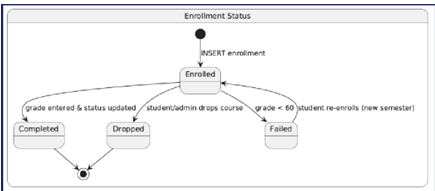 Enrollment Status
INSERT enrollment
Enrolled
grade entered & status updated
student/admin drops course
grade < 60
student re-enrolls (new semester)
Completed
Dropped
Failed